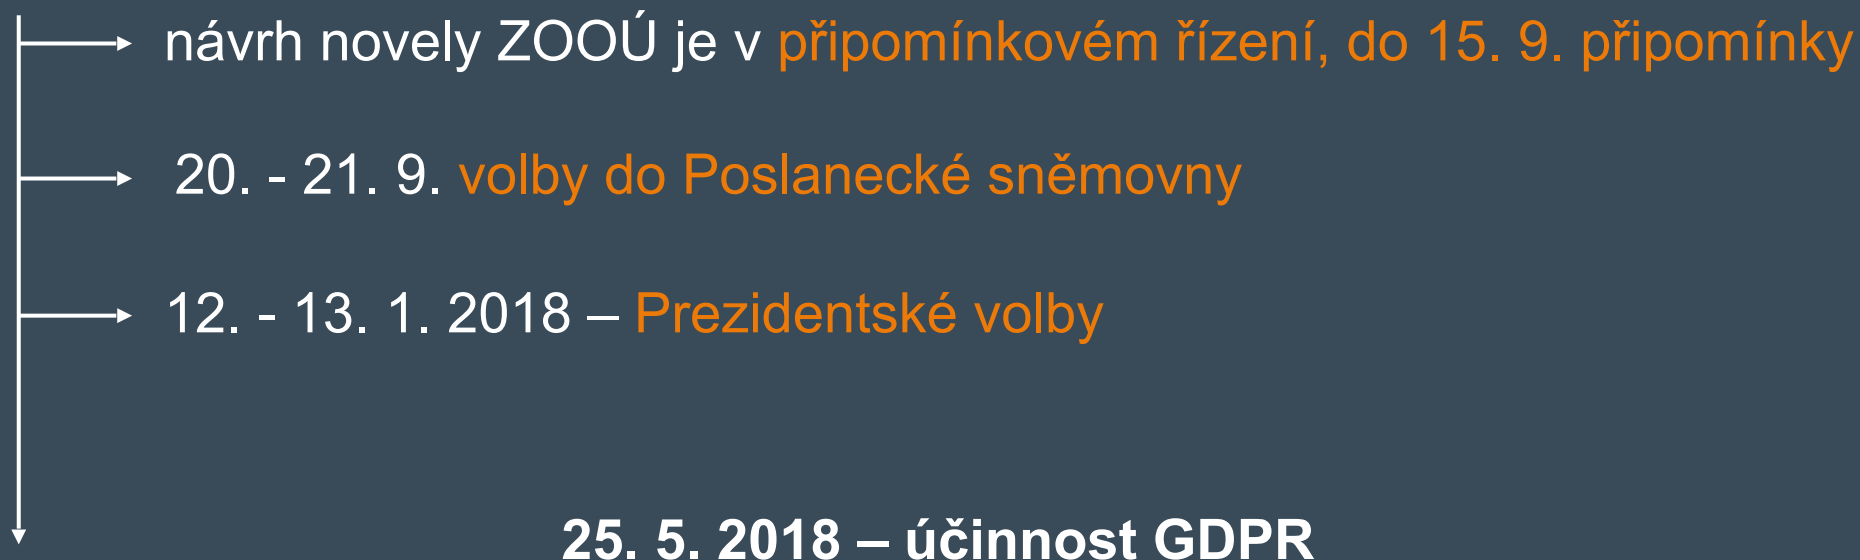 návrh novely ZOOÚ je v připomínkovém řízení, do 15. 9. připomínky
20. - 21. 9. volby do Poslanecké sněmovny
12. - 13. 1. 2018 – Prezidentské volby
25. 5. 2018 – účinnost GDPR